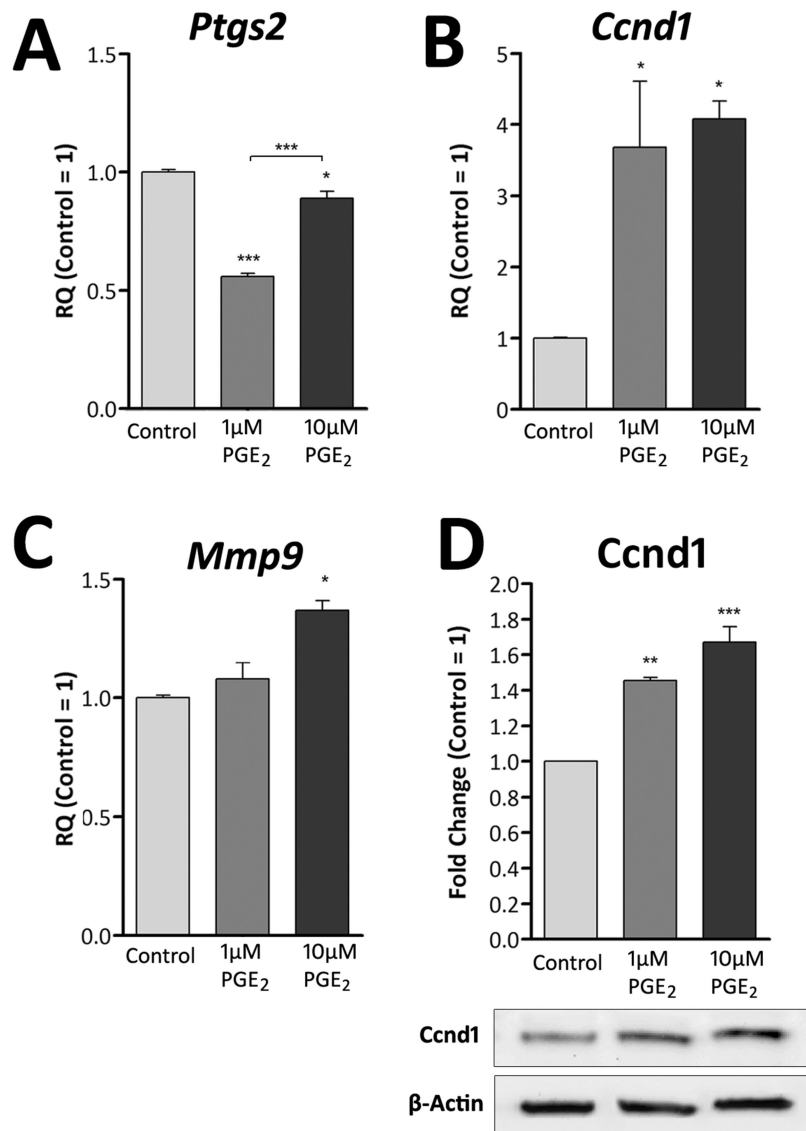 A
Ptgs2
RQ (Control = 1)
1.5
1.0
0.5
0.0
***
***
*
Control
1µM
PGE₂
10µM
PGE₂
B
Ccnd1
RQ (Control = 1)
5
4
3
2
1
0
*
*
Control
1µM
PGE₂
10µM
PGE₂
C
Mmp9
RQ (Control = 1)
1.5
1.0
0.5
0.0
*
Control
1µM
PGE₂
10µM
PGE₂
D
Ccnd1
Fold Change (Control = 1)
2.0
1.8
1.6
1.4
1.2
1.0
0.8
0.6
0.4
0.2
0.0
**
***
Control
1µM
PGE₂
10µM
PGE₂
Ccnd1
β-Actin